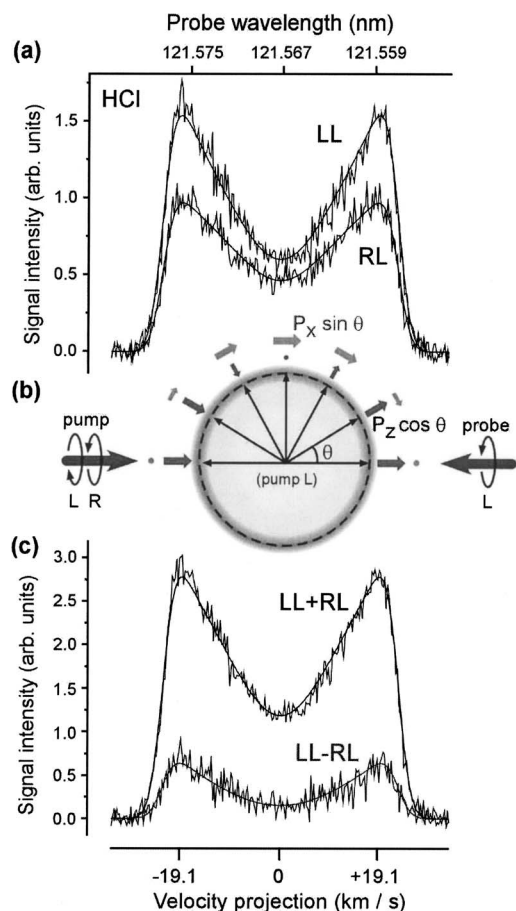 Probe wavelength (nm)
121.575 121.567 121.559
(a)
HCl
LL
RL
Signal intensity (arb. units)
1.5
1.0
0.5
0.0
Px sin θ
(b)
pump
L R
Pz cos θ
θ
(pump L)
probe
L
(c)
Signal intensity (arb. units)
3.0
2.5
2.0
1.5
1.0
0.5
0.0
LL+RL
LL-RL
-19.1 0 +19.1
Velocity projection (km / s)